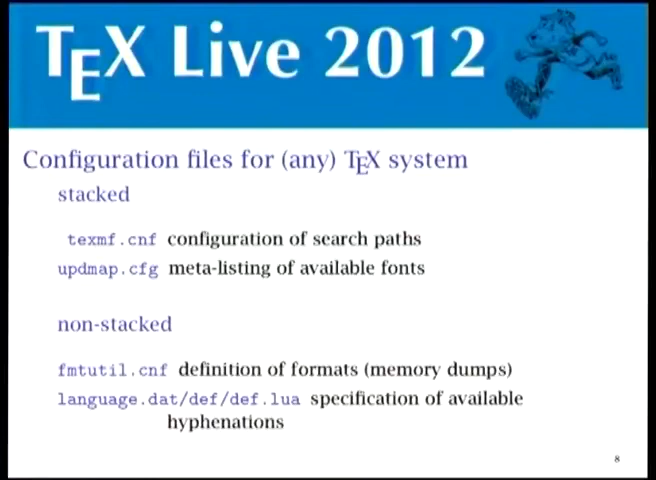 TEX Live 2012
Configuration files for (any) TEX system
stacked
texmf.cnf configuration of search paths
updmap.cfg meta-listing of available fonts
non-stacked
fmtutil.cnf definition of formats (memory dumps)
language.dat/def/def.lua specification of available
hyphenations
8